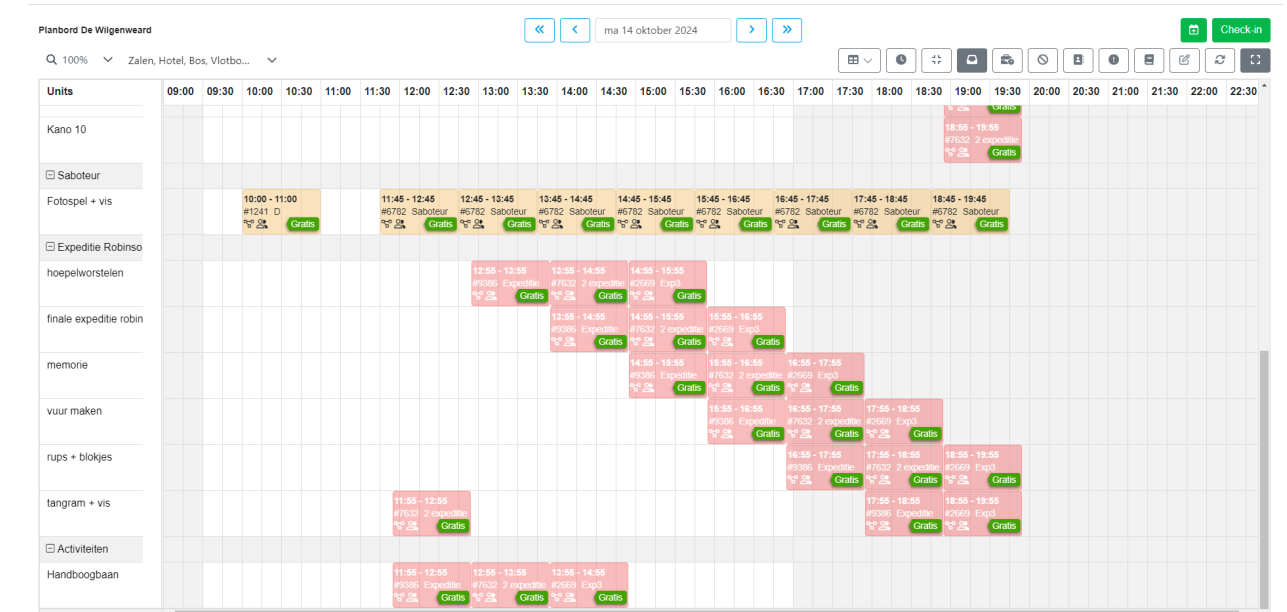 Planbord De Wilgenweard
ma 14 oktober 2024
Check-in
100%
Zalen, Hotel, Bos, Vlotbo...
Units 09:00 09:30 10:00 10:30 11:00 11:30 12:00 12:30 13:00 13:30 14:00 14:30 15:00 15:30 16:00 16:30 17:00 17:30 18:00 18:30 19:00 19:30 20:00 20:30 21:00 21:30 22:00 22:30
Gratis
Kano 10
18:55 - 19:55
#7632 2 expeditie
Gratis
Saboteur
Fotospel + vis
10:00 - 11:00 11:45 - 12:45 12:45 - 13:45 13:45 - 14:45 14:45 - 15:45 15:45 - 16:45 16:45 - 17:45 17:45 - 18:45 18:45 - 19:45
#1241 D #6782 Saboteur #6782 Saboteur #6782 Saboteur #6782 Saboteur #6782 Saboteur #6782 Saboteur #6782 Saboteur #6782 Saboteur
Gratis Gratis Gratis Gratis Gratis Gratis Gratis Gratis Gratis
Expeditie Robinso
hoepelworstelen
12:55 - 13:55 13:55 - 14:55 14:55 - 15:55
#9386 Expeditie #7632 2 expeditie #2669 Exp3
Gratis Gratis Gratis
finale expeditie robin
13:55 - 14:55 14:55 - 15:55 15:55 - 16:55
#9386 Expeditie #7632 2 expeditie #2669 Exp3
Gratis Gratis Gratis
memorie
14:55 - 15:55 15:55 - 16:55 16:55 - 17:55
#9386 Expeditie #7632 2 expeditie #2669 Exp3
Gratis Gratis Gratis
vuur maken
15:55 - 16:55 16:55 - 17:55 17:55 - 18:55
#9386 Expeditie #7632 2 expeditie #2669 Exp3
Gratis Gratis Gratis
rups + blokjes
16:55 - 17:55 17:55 - 18:55 18:55 - 19:55
#9386 Expeditie #7632 2 expeditie #2669 Exp3
Gratis Gratis Gratis
tangram + vis
11:55 - 12:55 17:55 - 18:55 18:55 - 19:55
#7632 2 expeditie #9386 Expeditie #2669 Exp3
Gratis Gratis Gratis
Activiteiten
Handboogbaan
11:55 - 12:55 12:55 - 13:55 13:55 - 14:55
#9386 Expeditie #7632 2 expeditie #2669 Exp3
Gratis Gratis Gratis